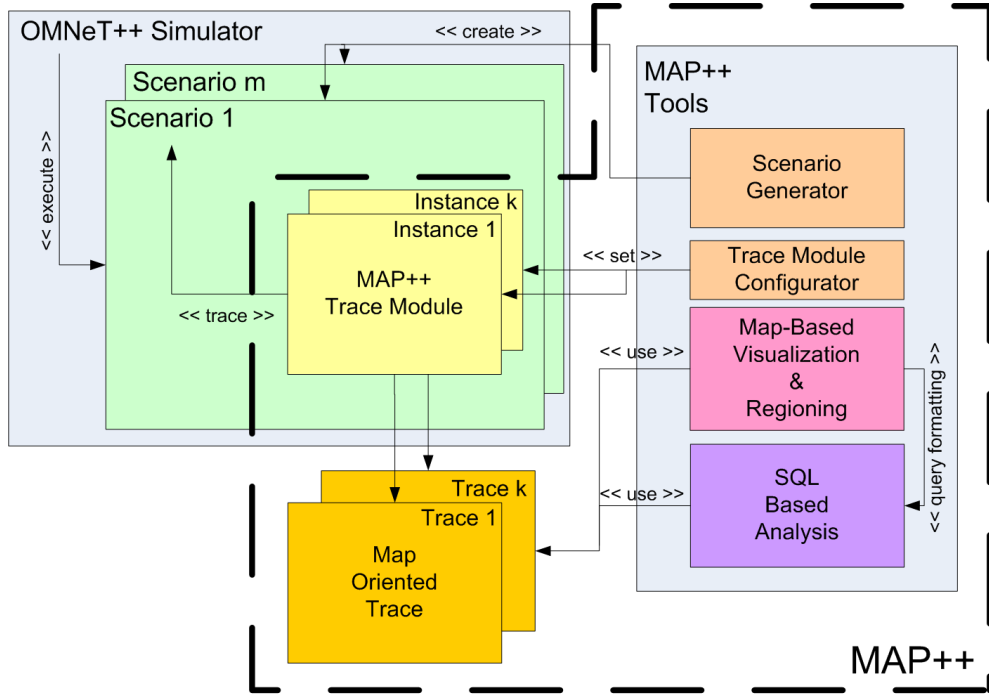 OMNeT++ Simulator
<< create >>
Scenario m
Scenario 1
<< execute >>
Instance k
Instance 1
MAP++
Trace Module
<< trace >>
<< set >>
MAP++
Tools
Scenario
Generator
Trace Module
Configurator
Map-Based
Visualization
&
Regioning
<< use >>
<< query formatting >>
SQL
Based
Analysis
<< use >>
Trace k
Trace 1
Map
Oriented
Trace
MAP++